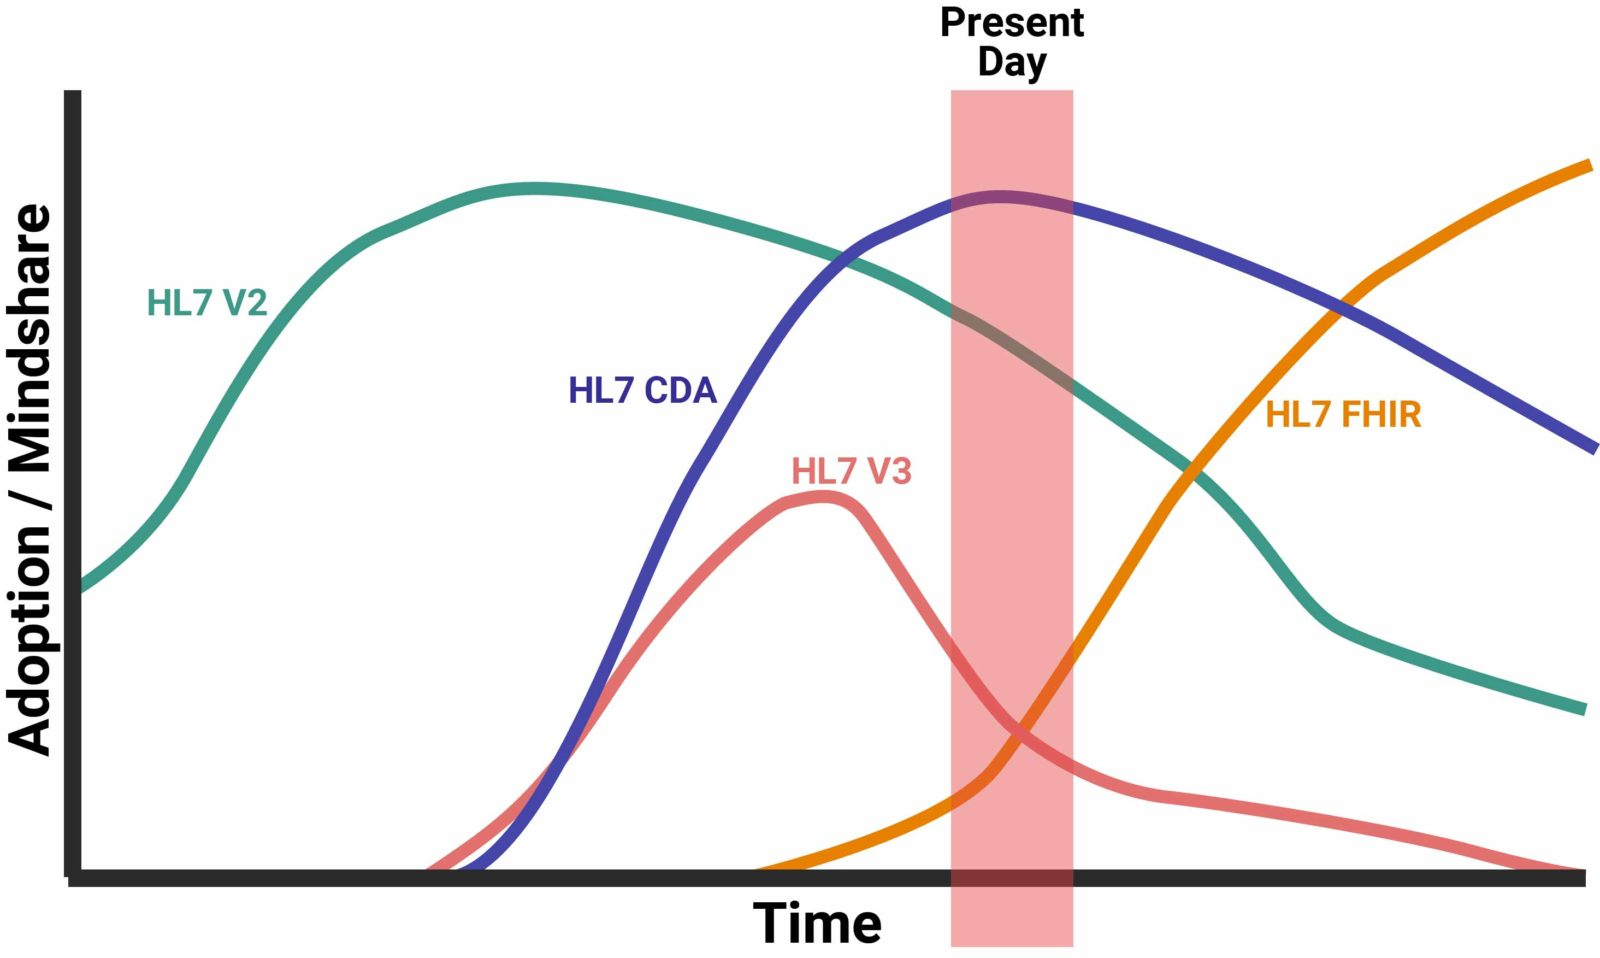 Present
Day
Adoption / Mindshare
HL7 V2
HL7 CDA
HL7 V3
HL7 FHIR
Time